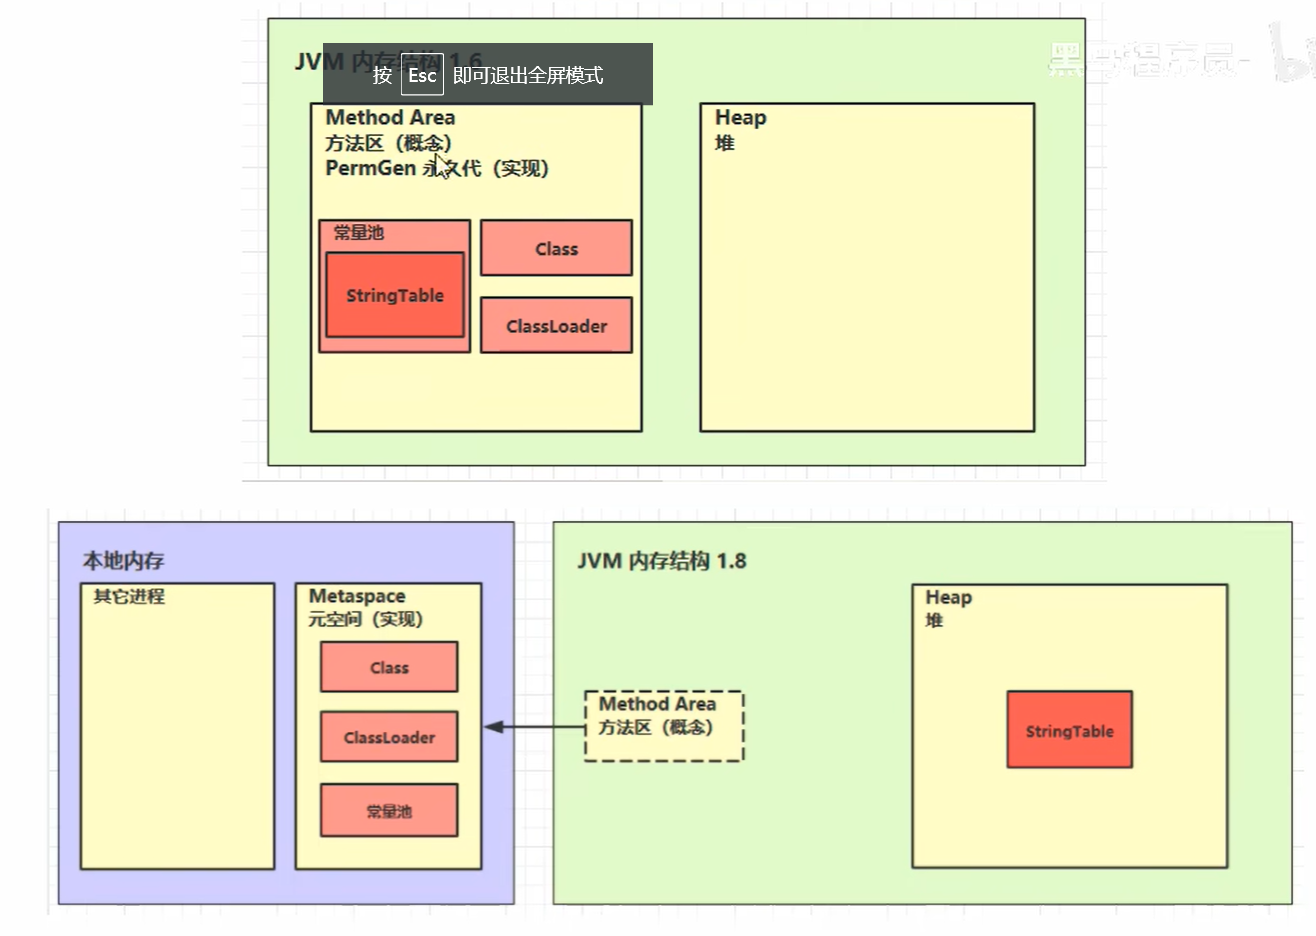 JVM 内存结构 1.6
按 Esc 即可退出全屏模式
黑马程序员
Method Area
方法区（概念）
PermGen 永久代（实现）
常量池
StringTable
Class
ClassLoader
Heap
堆
本地内存
其它进程
Metaspace
元空间（实现）
Class
ClassLoader
常量池
JVM 内存结构 1.8
Method Area
方法区（概念）
Heap
堆
StringTable